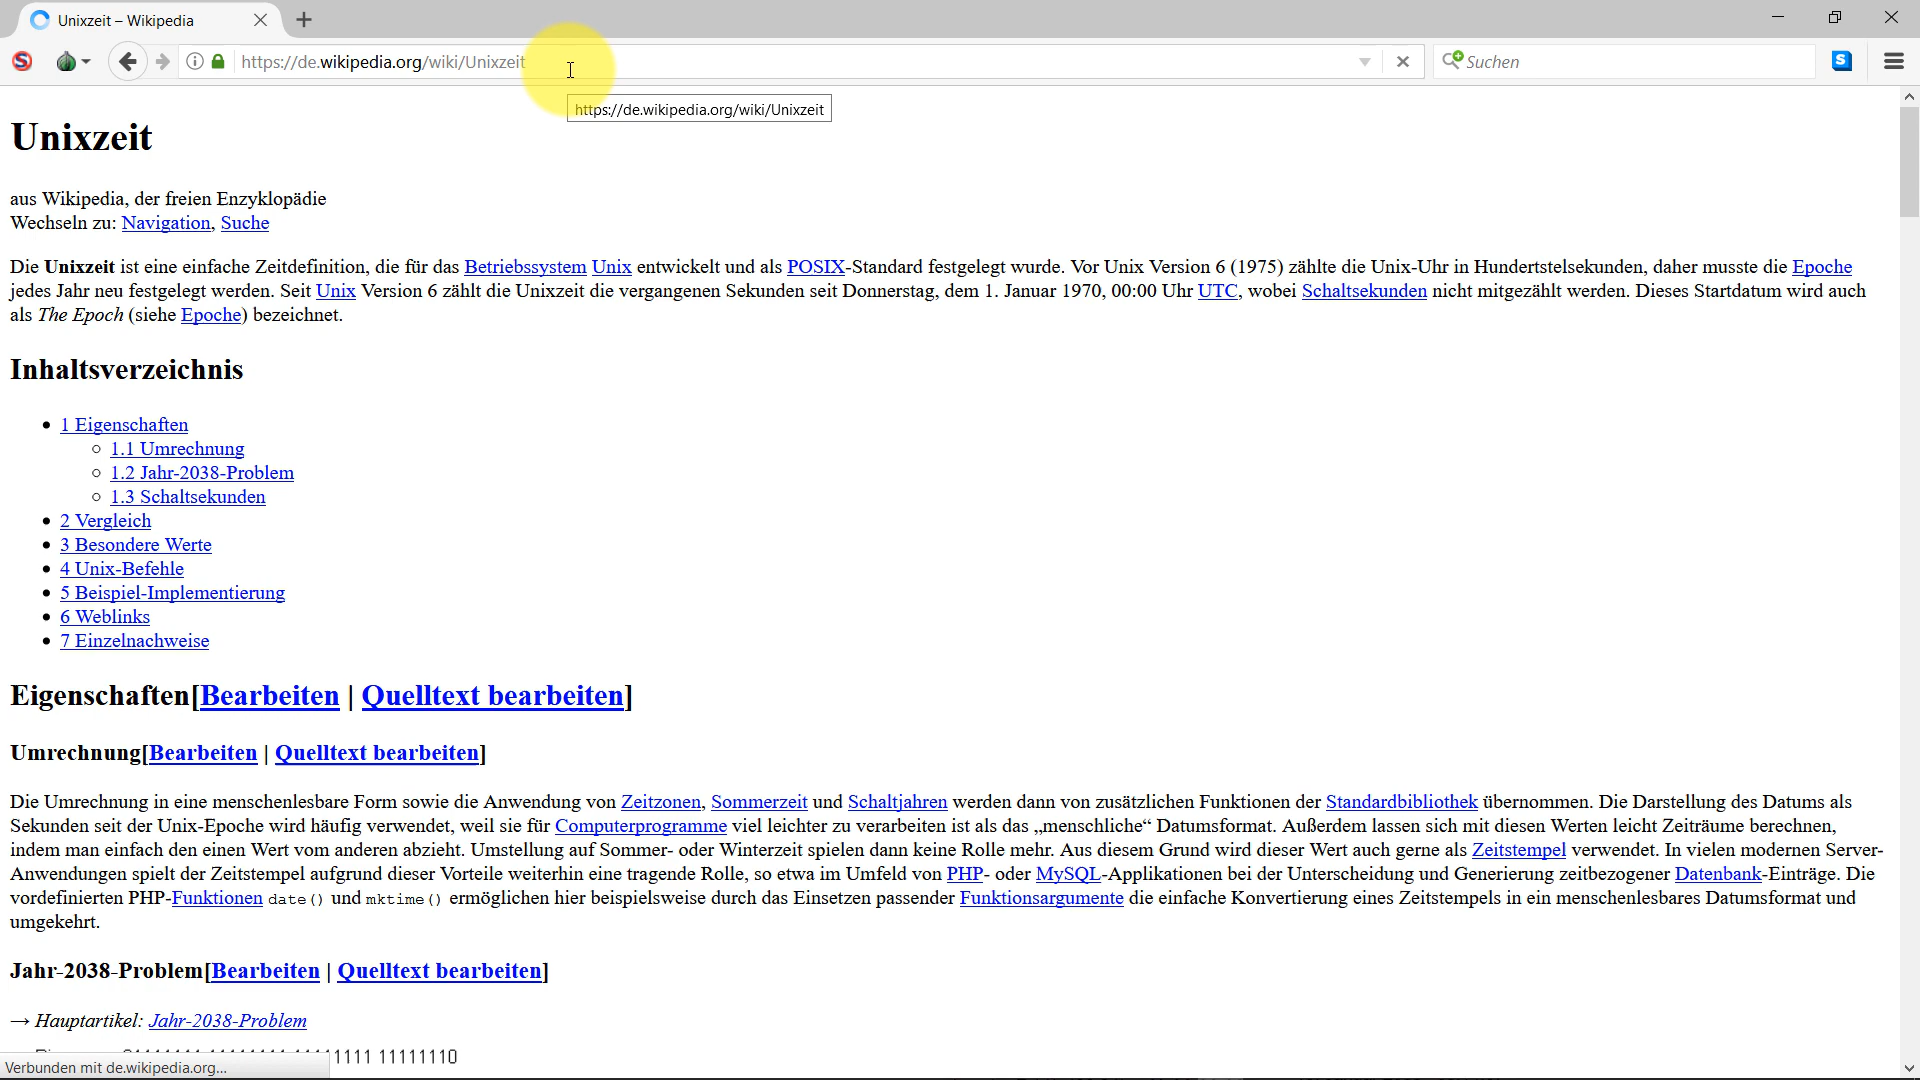 Unixzeit – Wikipedia
https://de.wikipedia.org/wiki/Unixzeit
Suchen
https://de.wikipedia.org/wiki/Unixzeit
Unixzeit
aus Wikipedia, der freien Enzyklopädie
Wechseln zu: Navigation, Suche
Die Unixzeit ist eine einfache Zeitdefinition, die für das Betriebssystem Unix entwickelt und als POSIX-Standard festgelegt wurde. Vor Unix Version 6 (1975) zählte die Unix-Uhr in Hundertstelsekunden, daher musste die Epoche
jedes Jahr neu festgelegt werden. Seit Unix Version 6 zählt die Unixzeit die vergangenen Sekunden seit Donnerstag, dem 1. Januar 1970, 00:00 Uhr UTC, wobei Schaltsekunden nicht mitgezählt werden. Dieses Startdatum wird auch
als The Epoch (siehe Epoche) bezeichnet.
Inhaltsverzeichnis
1 Eigenschaften
1.1 Umrechnung
1.2 Jahr-2038-Problem
1.3 Schaltsekunden
2 Vergleich
3 Besondere Werte
4 Unix-Befehle
5 Beispiel-Implementierung
6 Weblinks
7 Einzelnachweise
Eigenschaften[Bearbeiten | Quelltext bearbeiten]
Umrechnung[Bearbeiten | Quelltext bearbeiten]
Die Umrechnung in eine menschenlesbare Form sowie die Anwendung von Zeitzonen, Sommerzeit und Schaltjahren werden dann von zusätzlichen Funktionen der Standardbibliothek übernommen. Die Darstellung des Datums als
Sekunden seit der Unix-Epoche wird häufig verwendet, weil sie für Computerprogramme viel leichter zu verarbeiten ist als das „menschliche“ Datumsformat. Außerdem lassen sich mit diesen Werten leicht Zeiträume berechnen,
indem man einfach den einen Wert vom anderen abzieht. Umstellung auf Sommer- oder Winterzeit spielen dann keine Rolle mehr. Aus diesem Grund wird dieser Wert auch gerne als Zeitstempel verwendet. In vielen modernen Server-
Anwendungen spielt der Zeitstempel aufgrund dieser Vorteile weiterhin eine tragende Rolle, so etwa im Umfeld von PHP- oder MySQL-Applikationen bei der Unterscheidung und Generierung zeitbezogener Datenbank-Einträge. Die
vordefinierten PHP-Funktionen date() und mktime() ermöglichen hier beispielsweise durch das Einsetzen passender Funktionsargumente die einfache Konvertierung eines Zeitstempels in ein menschenlesbares Datumsformat und
umgekehrt.
Jahr-2038-Problem[Bearbeiten | Quelltext bearbeiten]
→ Hauptartikel: Jahr-2038-Problem
11111110
Verbunden mit de.wikipedia.org...